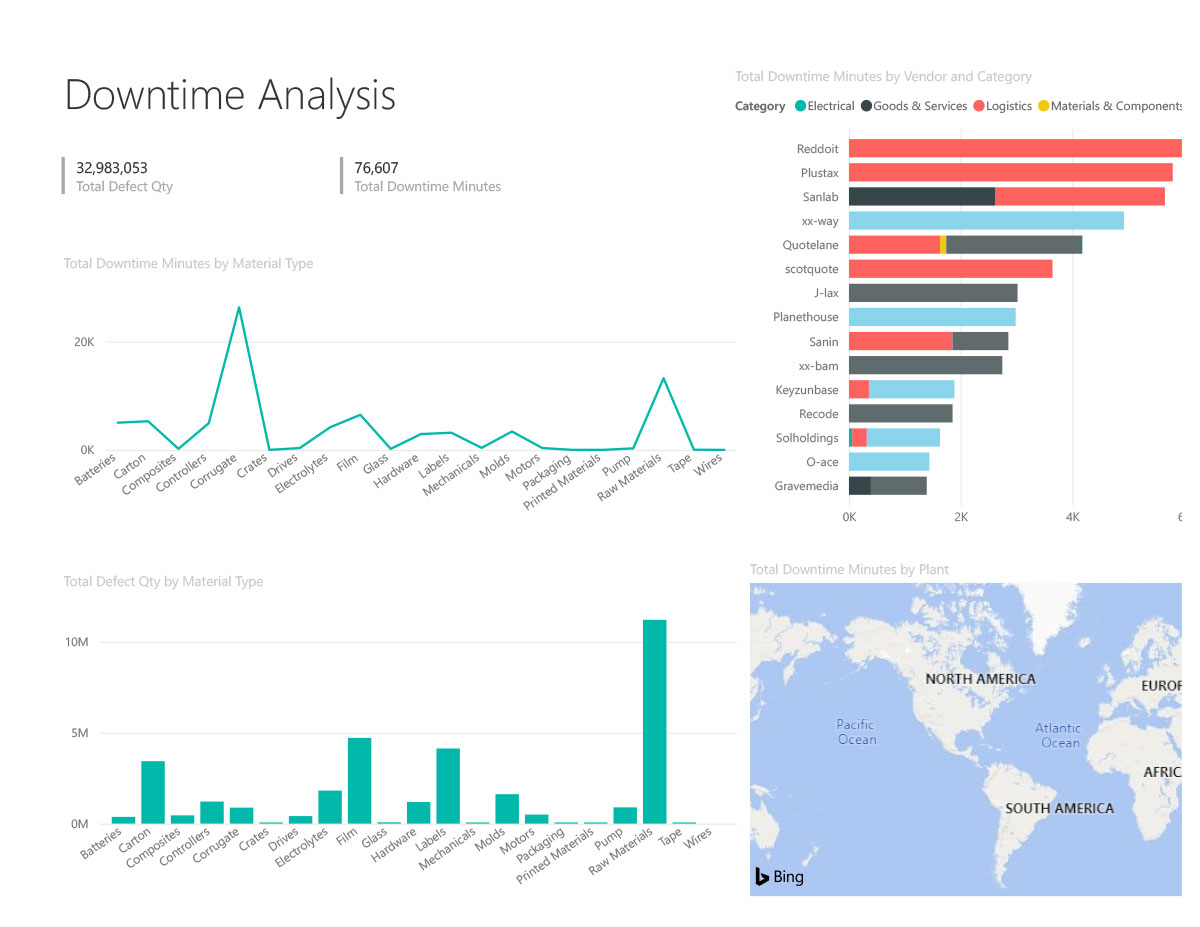 Downtime Analysis
32,983,053
Total Defect Qty
76,607
Total Downtime Minutes
Total Downtime Minutes by Material Type
20K
0K
Batteries
Carton
Composites
Controllers
Corrugate
Crates
Drives
Electrolytes
Film
Glass
Hardware
Labels
Mechanicals
Molds
Motors
Packaging
Printed Materials
Pump
Raw Materials
Tape
Wires
Total Defect Qty by Material Type
10M
5M
0M
Batteries
Carton
Composites
Controllers
Corrugate
Crates
Drives
Electrolytes
Film
Glass
Hardware
Labels
Mechanicals
Molds
Motors
Packaging
Printed Materials
Pump
Raw Materials
Tape
Wires
Total Downtime Minutes by Vendor and Category
Category Electrical Goods & Services Logistics Materials & Components
Reddoit
Plustax
Sanlab
xx-way
Quotelane
scotquote
J-lax
Planethouse
Sanin
xx-bam
Keyzunbase
Recode
Solholdings
O-ace
Gravemedia
0K 2K 4K
Total Downtime Minutes by Plant
NORTH AMERICA
EUROP
Pacific
Ocean
Atlantic
Ocean
AFRIC
SOUTH AMERICA
Bing